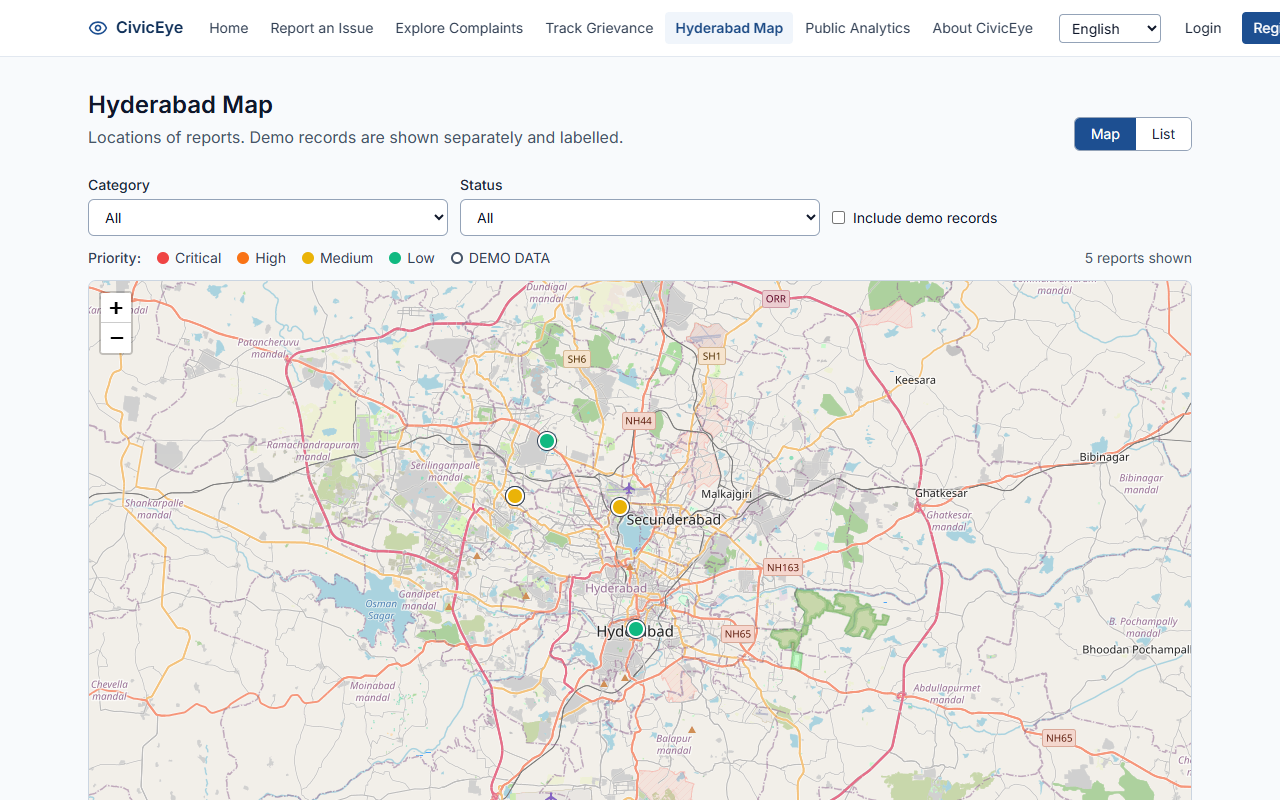 CivicEye Home Report an Issue Explore Complaints Track Grievance Hyderabad Map Public Analytics About CivicEye English Login
Hyderabad Map
Locations of reports. Demo records are shown separately and labelled.
Map List
Category Status
All All Include demo records
Priority: Critical High Medium Low DEMO DATA 5 reports shown
+
−
Dundigal
mandal
ORR
mandal
mandal
Patancheruvu
mandal
SH6
SH1
Keesara
NH44
Ramachandrapuram
mandal
Serilingampalle
mandal
Bibinagar
Bibinagar
mandal
Malkajgiri
Ghatkesar
Shankarpalle
mandal
Ghatkesar
mandal
Secunderabad
NH163
Hyderabad
Gandipet
mandal
Osman
Sagar
Hyderabad
NH65
B. Pochampally
mandal
Bhoodan Pochampall
Chevella
mandal
Moinabad
mandal
Abdullapurmet
mandal
Balapur
mandal
NH65